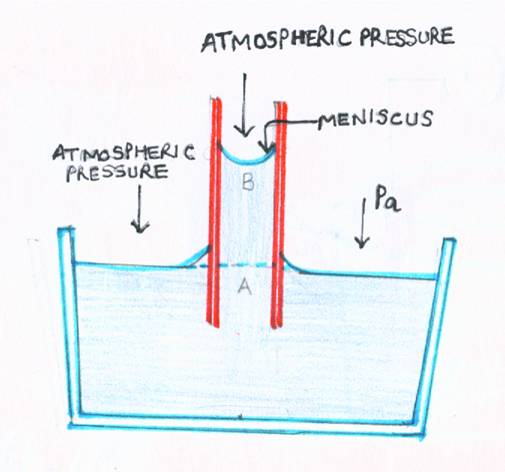 ATMOSPHERIC PRESSURE
MENISCUS
ATMOSPHERIC
PRESSURE
Pa
B
A